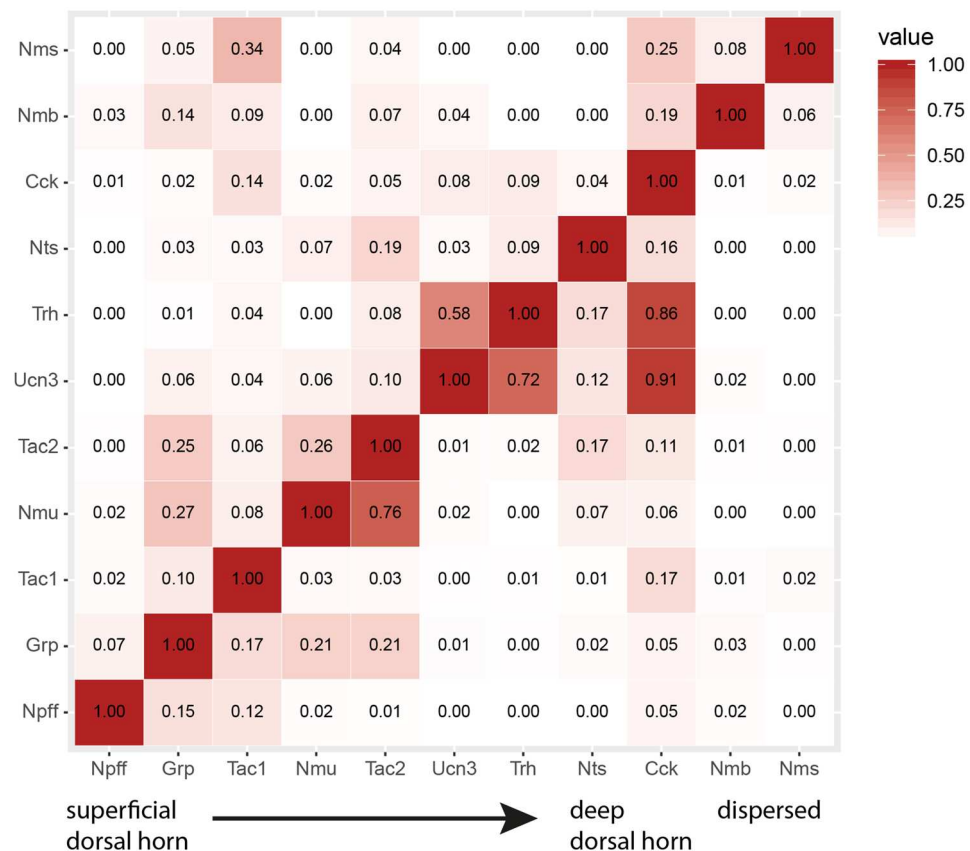 value
1.00
0.75
0.50
0.25
Nms 0.00 0.05 0.34 0.00 0.04 0.00 0.00 0.00 0.25 0.08 1.00
Nmb 0.03 0.14 0.09 0.00 0.07 0.04 0.00 0.00 0.19 1.00 0.06
Cck 0.01 0.02 0.14 0.02 0.05 0.08 0.09 0.04 1.00 0.01 0.02
Nts 0.00 0.03 0.03 0.07 0.19 0.03 0.09 1.00 0.16 0.00 0.00
Trh 0.00 0.01 0.04 0.00 0.08 0.58 1.00 0.17 0.86 0.00 0.00
Ucn3 0.00 0.06 0.04 0.06 0.10 1.00 0.72 0.12 0.91 0.02 0.00
Tac2 0.00 0.25 0.06 0.26 1.00 0.01 0.02 0.17 0.11 0.01 0.00
Nmu 0.02 0.27 0.08 1.00 0.76 0.02 0.00 0.07 0.06 0.00 0.00
Tac1 0.02 0.10 1.00 0.03 0.03 0.00 0.01 0.01 0.17 0.01 0.02
Grp 0.07 1.00 0.17 0.21 0.21 0.01 0.00 0.02 0.05 0.03 0.00
Npff 1.00 0.15 0.12 0.02 0.01 0.00 0.00 0.00 0.05 0.02 0.00
Npff Grp Tac1 Nmu Tac2 Ucn3 Trh Nts Cck Nmb Nms
superficial deep dispersed
dorsal horn dorsal horn